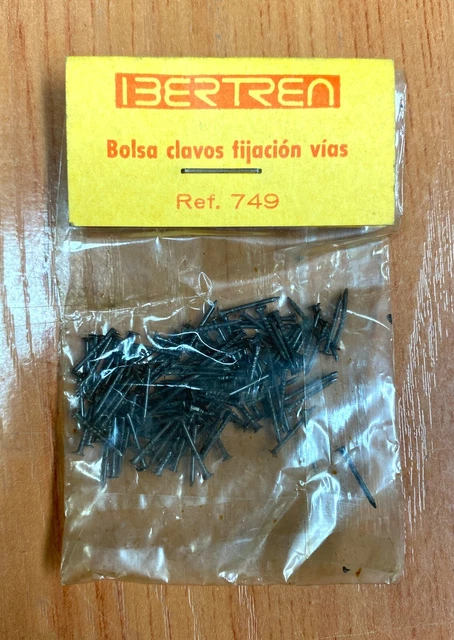 IBERTREN
Bolsa clavos fijación vías
Ref. 749